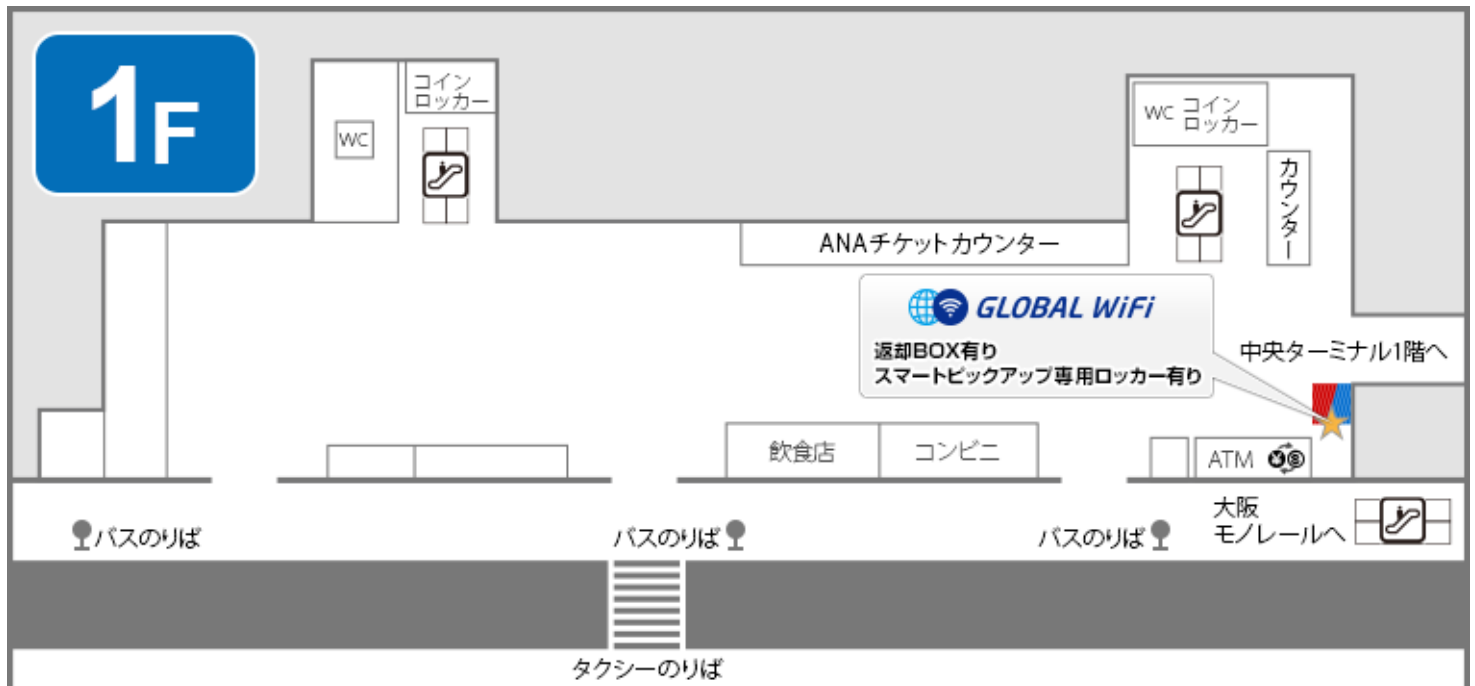 1F
コイン
ロッカー
WC
WC コイン
ロッカー
カウンター
ANAチケットカウンター
GLOBAL WiFi
返却BOX有り
スマートピックアップ専用ロッカー有り
中央ターミナル1階へ
飲食店
コンビニ
ATM
バスのりば
バスのりば
バスのりば
大阪
モノレールへ
タクシーのりば